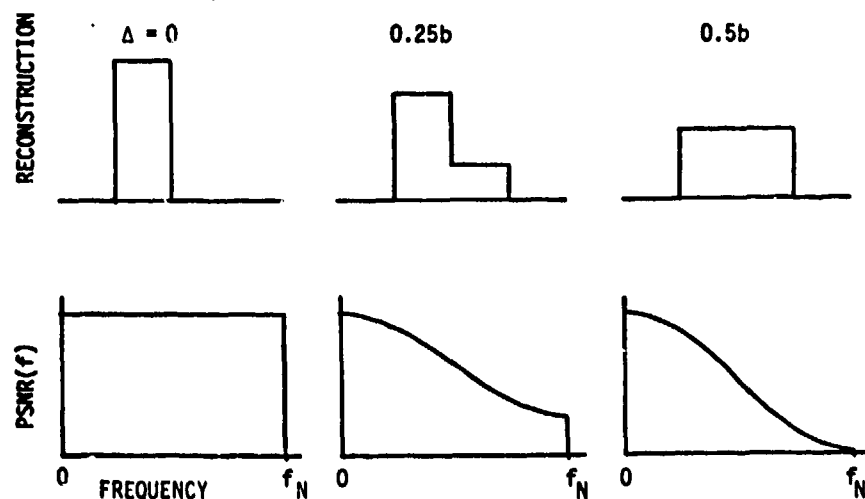 Δ = 0 0.25b 0.5b
RECONSTRUCTION
PSNR(f)
0 f_N 0 f_N 0 f_N
FREQUENCY